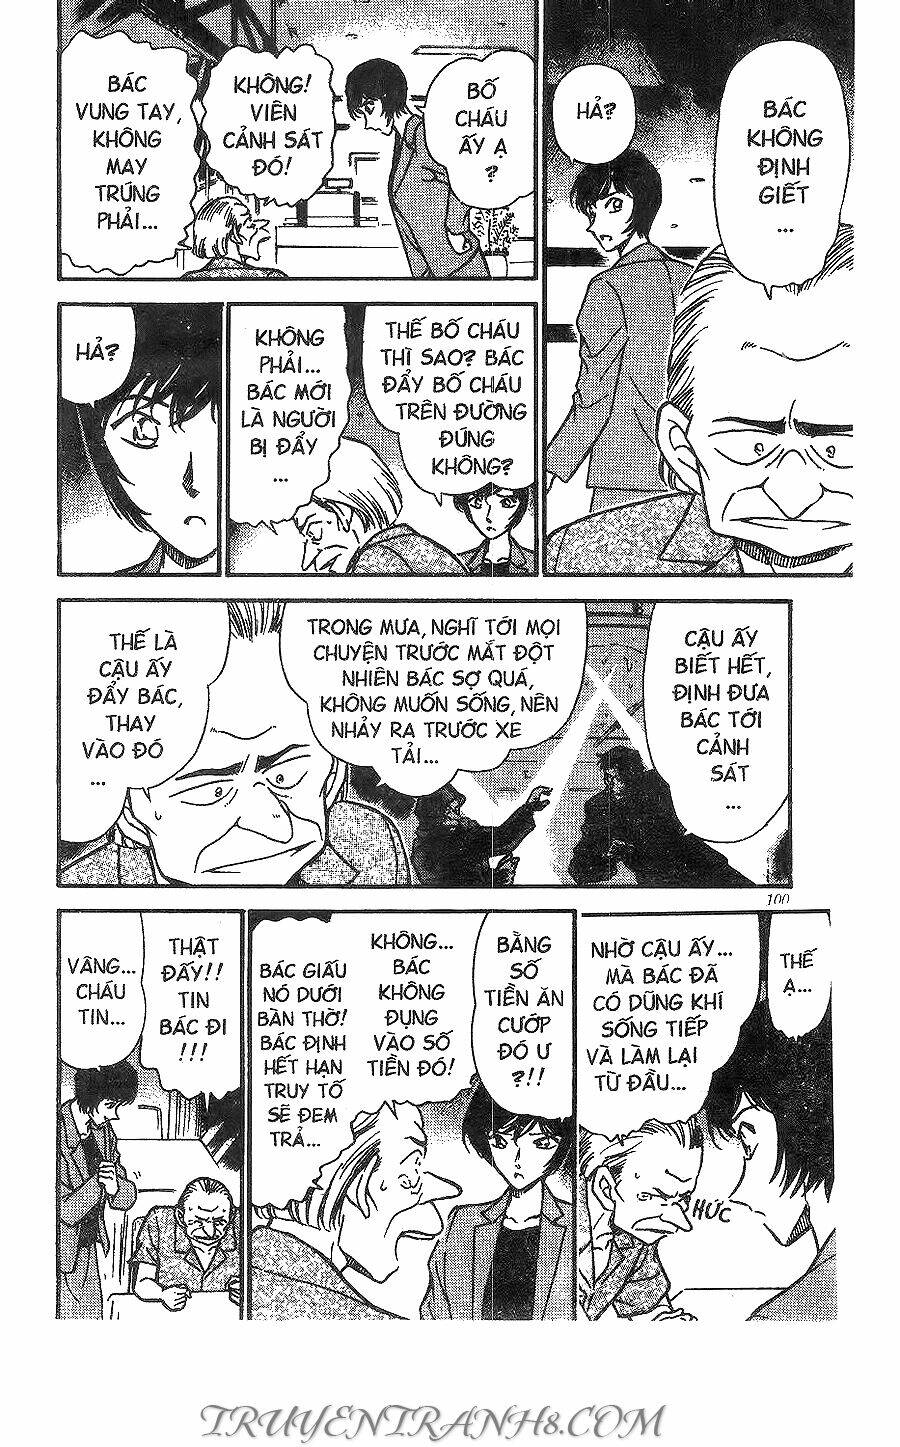 BÁC
KHÔNG
ĐỊNH
GIẾT
...
HẢ?
BỐ
CHÁU
ẤY Ạ
?
KHÔNG!
VIÊN
CẢNH SÁT
ĐÓ!
BÁC
VUNG TAY,
KHÔNG
MAY
TRÚNG
PHẢI...
THẾ BỐ CHÁU
THÌ SAO? BÁC
ĐẨY BỐ CHÁU
TRÊN ĐƯỜNG
ĐÚNG
KHÔNG?
KHÔNG
PHẢI...
BÁC MỚI
LÀ NGƯỜI
BỊ ĐẨY
...
HẢ?
CẬU ẤY
BIẾT HẾT,
ĐỊNH ĐƯA
BÁC TỚI
CẢNH
SÁT
...
TRONG MƯA, NGHĨ TỚI MỌI
CHUYỆN TRƯỚC MẮT ĐỘT
NHIÊN BÁC SỢ QUÁ,
KHÔNG MUỐN SỐNG, NÊN
NHẢY RA TRƯỚC XE
TẢI...
THẾ LÀ
CẬU ẤY
ĐẨY BÁC,
THAY
VÀO ĐÓ
...
100
THẾ
Ạ...
NHỜ CẬU ẤY...
MÀ BÁC ĐÃ
CÓ DŨNG KHÍ
SỐNG TIẾP
VÀ LÀM LẠI
TỪ ĐẦU...
HỨC
BẰNG
SỐ
TIỀN ĂN
CƯỚP
ĐÓ Ư
?!!
KHÔNG...
BÁC
KHÔNG
ĐỤNG
VÀO SỐ
TIỀN ĐÓ!
BÁC GIẤU
NÓ DƯỚI
BÀN THỜ!
BÁC ĐỊNH
HẾT HẠN
TRUY TỐ
SẼ ĐEM
TRẢ...
THẬT
ĐẤY!!
TIN
BÁC ĐI
!!!
VÂNG...
CHÁU
TIN...
TRUYENTRANH8.COM